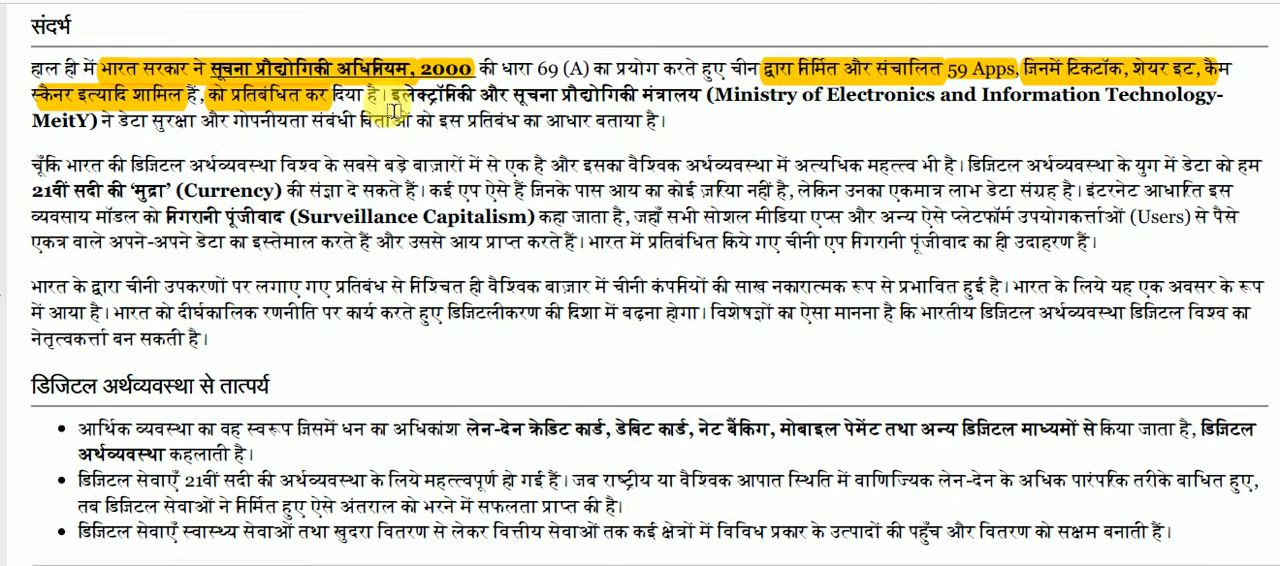 संदर्भ
हाल ही में भारत सरकार ने सूचना प्रौद्योगिकी अधिनियम, 2000 की धारा 69 (A) का प्रयोग करते हुए चीन द्वारा निर्मित और संचालित 59 Apps, जिनमें टिकटॉक, शेयर इट, कैम
स्कैनर इत्यादि शामिल हैं, को प्रतिबंधित कर दिया है। इलेक्ट्रॉनिकी और सूचना प्रौद्योगिकी मंत्रालय (Ministry of Electronics and Information Technology-
MeitY) ने डेटा सुरक्षा और गोपनीयता संबंधी चिंताओं को इस प्रतिबंध का आधार बताया है।
चूँकि भारत की डिजिटल अर्थव्यवस्था विश्व के सबसे बड़े बाज़ारों में से एक है और इसका वैश्विक अर्थव्यवस्था में अत्यधिक महत्त्व भी है। डिजिटल अर्थव्यवस्था के युग में डेटा को हम
21वीं सदी की ‘मुद्रा’ (Currency) की संज्ञा दे सकते हैं। कई एप ऐसे हैं जिनके पास आय का कोई ज़रिया नहीं है, लेकिन उनका एकमात्र लाभ डेटा संग्रह है। इंटरनेट आधारित इस
व्यवसाय मॉडल को निगरानी पूंजीवाद (Surveillance Capitalism) कहा जाता है, जहाँ सभी सोशल मीडिया एप्स और अन्य ऐसे प्लेटफॉर्म उपयोगकर्त्ताओं (Users) से पैसे
एकत्र वाले अपने-अपने डेटा का इस्तेमाल करते हैं और उससे आय प्राप्त करते हैं। भारत में प्रतिबंधित किये गए चीनी एप निगरानी पूंजीवाद का ही उदाहरण हैं।
भारत के द्वारा चीनी उपकरणों पर लगाए गए प्रतिबंध से निश्चित ही वैश्विक बाज़ार में चीनी कंपनियों की साख नकारात्मक रूप से प्रभावित हुई है। भारत के लिये यह एक अवसर के रूप
में आया है। भारत को दीर्घकालिक रणनीति पर कार्य करते हुए डिजिटलीकरण की दिशा में बढ़ना होगा। विशेषज्ञों का ऐसा मानना है कि भारतीय डिजिटल अर्थव्यवस्था डिजिटल विश्व का
नेतृत्वकर्त्ता बन सकती है।
डिजिटल अर्थव्यवस्था से तात्पर्य
• आर्थिक व्यवस्था का वह स्वरूप जिसमें धन का अधिकांश लेन-देन क्रेडिट कार्ड, डेबिट कार्ड, नेट बैंकिंग, मोबाइल पेमेंट तथा अन्य डिजिटल माध्यमों से किया जाता है, डिजिटल
अर्थव्यवस्था कहलाती है।
• डिजिटल सेवाएँ 21वीं सदी की अर्थव्यवस्था के लिये महत्त्वपूर्ण हो गई हैं। जब राष्ट्रीय या वैश्विक आपात स्थिति में वाणिज्यिक लेन-देन के अधिक पारंपरिक तरीके बाधित हुए,
तब डिजिटल सेवाओं ने निर्मित हुए ऐसे अंतराल को भरने में सफलता प्राप्त की है।
• डिजिटल सेवाएँ स्वास्थ्य सेवाओं तथा खुदरा वितरण से लेकर वित्तीय सेवाओं तक कई क्षेत्रों में विविध प्रकार के उत्पादों की पहुँच और वितरण को सक्षम बनाती हैं।